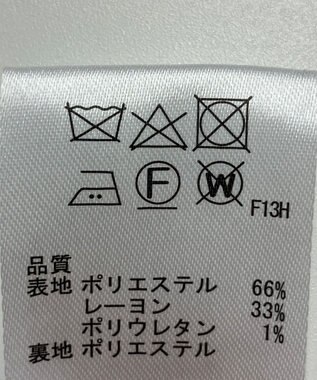 F W F13H
品質
表地 ポリエステル 66%
レーヨン 33%
ポリウレタン 1%
裏地 ポリエステル